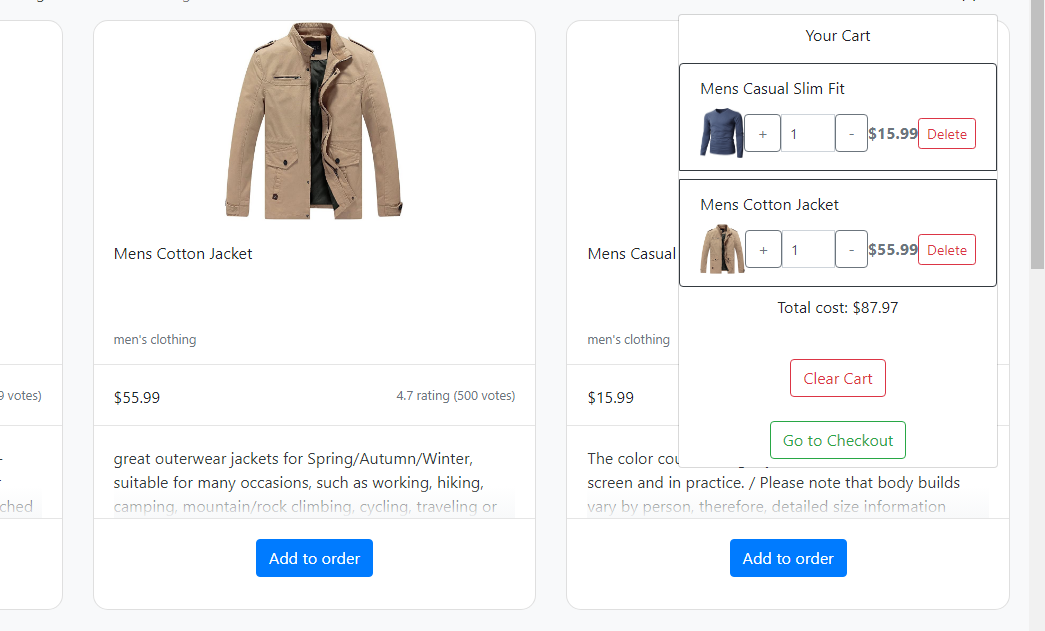 Your Cart
Mens Casual Slim Fit
+ 1 - $15.99 Delete
Mens Cotton Jacket
+ 1 - $55.99 Delete
Total cost: $87.97
Clear Cart
Go to Checkout
votes)
ched
Mens Cotton Jacket
men's clothing
$55.99 4.7 rating (500 votes)
great outerwear jackets for Spring/Autumn/Winter,
suitable for many occasions, such as working, hiking,
camping, mountain/rock climbing, cycling, traveling or
Add to order
Mens Casual
men's clothing
$15.99
The color cou
screen and in practice. / Please note that body builds
vary by person, therefore, detailed size information
Add to order